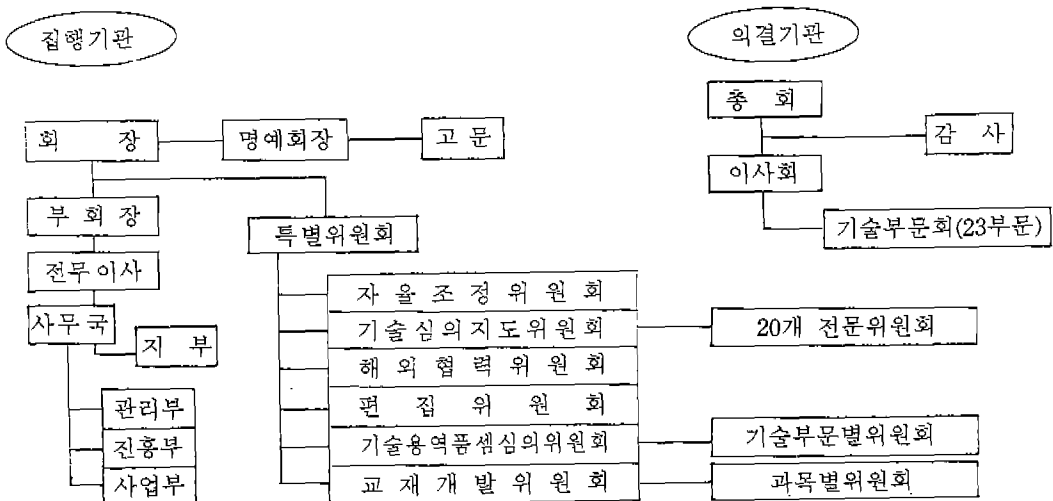 집행기관
의결기관
회 장
명예회장
고 문
총 회
감 사
이사회
기술부문회(23부문)
부 회 장
특별위원회
전무이사
사무국
지 부
관리부
진흥부
사업부
자 율 조 정 위 원 회
기 술 심 의 지 도 위 원 회
20개 전문위원회
해 외 협 력 위 원 회
편 집 위 원 회
기술용역품셈심의위원회
기술부문별위원회
교 재 개 발 위 원 회
과목별위원회